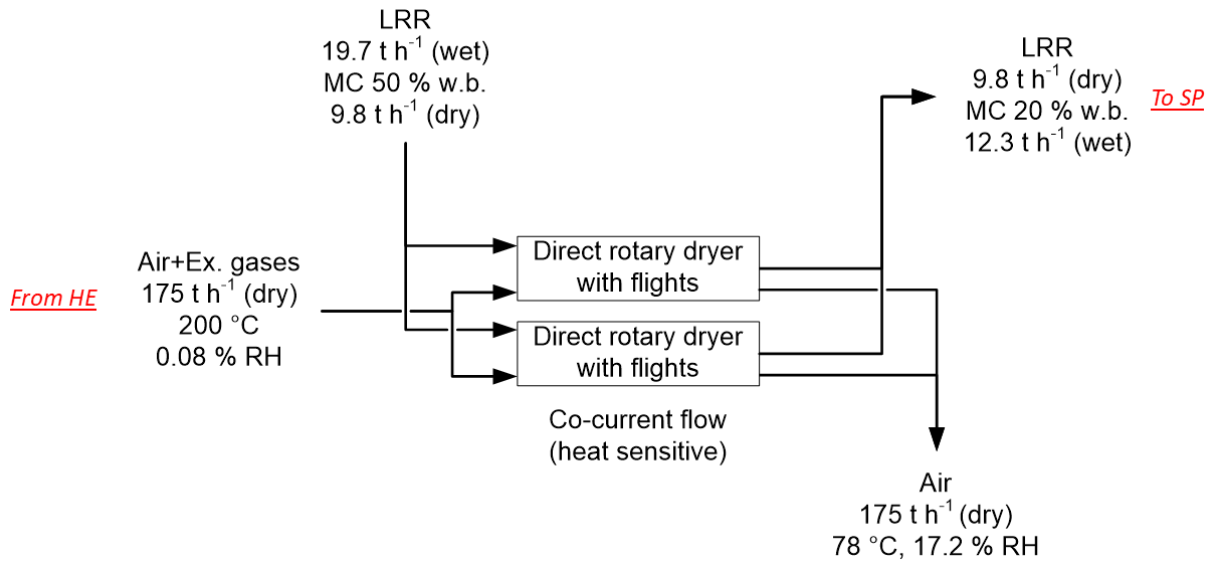 LRR
19.7 t h⁻¹ (wet)
MC 50 % w.b.
9.8 t h⁻¹ (dry)
LRR
9.8 t h⁻¹ (dry)
MC 20 % w.b.
12.3 t h⁻¹ (wet)
To SP
From HE
Air+Ex. gases
175 t h⁻¹ (dry)
200 °C
0.08 % RH
Direct rotary dryer
with flights
Direct rotary dryer
with flights
Co-current flow
(heat sensitive)
Air
175 t h⁻¹ (dry)
78 °C, 17.2 % RH